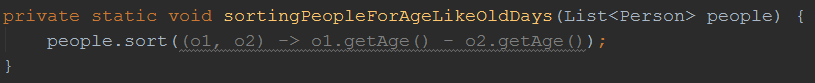 private static void sortingPeopleForAgeLikeOldDays(List<Person> people) {
    people.sort((o1, o2) -> o1.getAge() - o2.getAge());
}